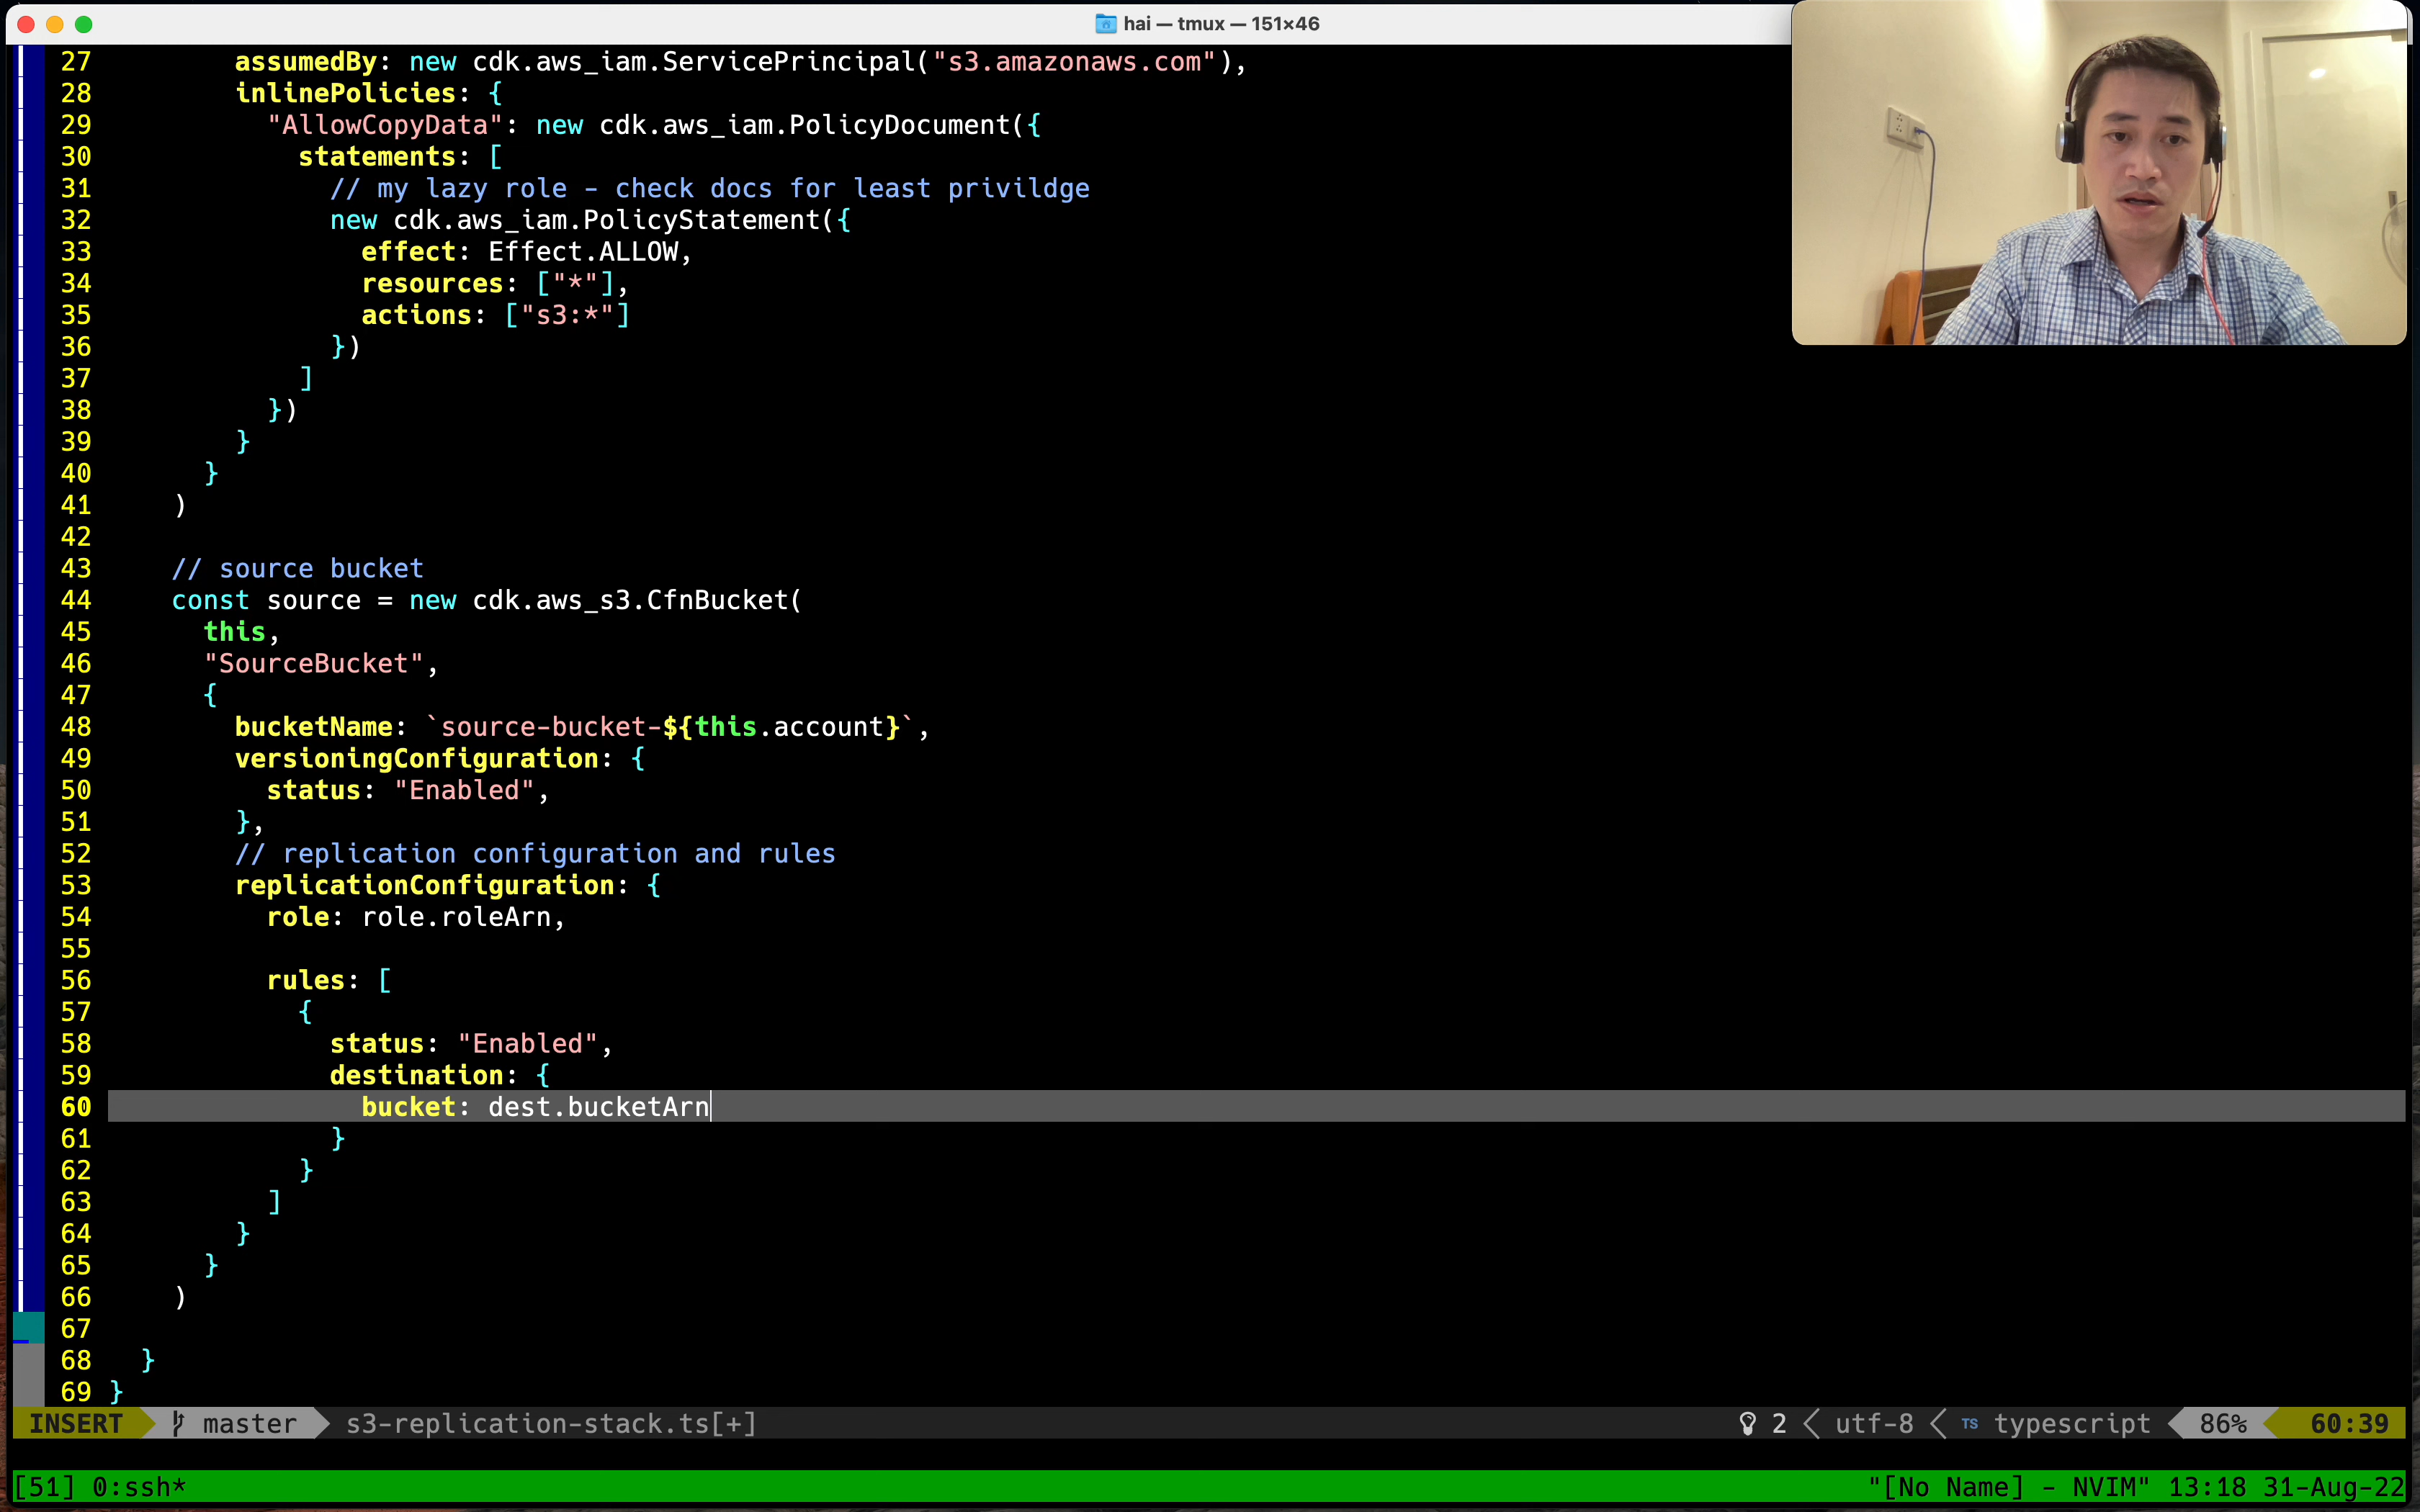 hai — tmux — 151×46
27 assumedBy: new cdk.aws_iam.ServicePrincipal("s3.amazonaws.com"),
28 inlinePolicies: {
29 "AllowCopyData": new cdk.aws_iam.PolicyDocument({
30 statements: [
31 // my lazy role - check docs for least privildge
32 new cdk.aws_iam.PolicyStatement({
33 effect: Effect.ALLOW,
34 resources: ["*"],
35 actions: ["s3:*"]
36 })
37 ]
38 })
39 }
40 }
41 )
42
43 // source bucket
44 const source = new cdk.aws_s3.CfnBucket(
45 this,
46 "SourceBucket",
47 {
48 bucketName: `source-bucket-${this.account}`,
49 versioningConfiguration: {
50 status: "Enabled",
51 },
52 // replication configuration and rules
53 replicationConfiguration: {
54 role: role.roleArn,
55
56 rules: [
57 {
58 status: "Enabled",
59 destination: {
60 bucket: dest.bucketArn
61 }
62 }
63 ]
64 }
65 }
66 )
67
68 }
69 }
INSERT master s3-replication-stack.ts[+] 2 utf-8 TS typescript 86% 60:39
[51] 0:ssh* "[No Name] - NVIM" 13:18 31-Aug-22